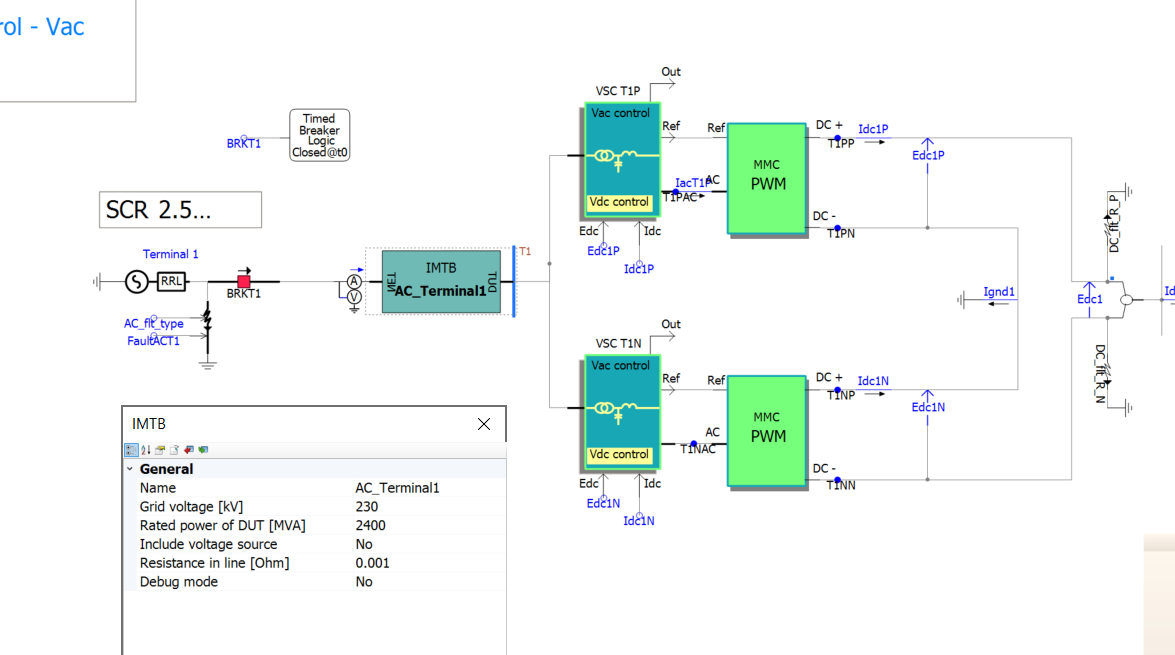 rol - Vac
Out
VSC T1P
Vac control
Timed
Breaker
Logic
Closed@t0
BRKT1
Ref
Ref
DC +
Idc1P
T1PP
Edc1P
MMC
PWM
IacT1P
AC
T1PAC
Vdc control
DC -
T1PN
Edc
Idc
Edc1P
Idc1P
SCR 2.5...
DC_flt_R_P
Terminal 1
RRL
BRKT1
A
V
IMTB
TEN
DUT
AC_Terminal1
T1
Ignd1
Edc1
Id
AC_flt_type
FaultACT1
Out
VSC T1N
Vac control
Ref
Ref
DC +
Idc1N
T1NP
Edc1N
DC_flt_R_N
MMC
PWM
AC
T1NAC
Vdc control
DC -
T1NN
Edc
Idc
Edc1N
Idc1N
IMTB
General
Name AC_Terminal1
Grid voltage [kV] 230
Rated power of DUT [MVA] 2400
Include voltage source No
Resistance in line [Ohm] 0.001
Debug mode No